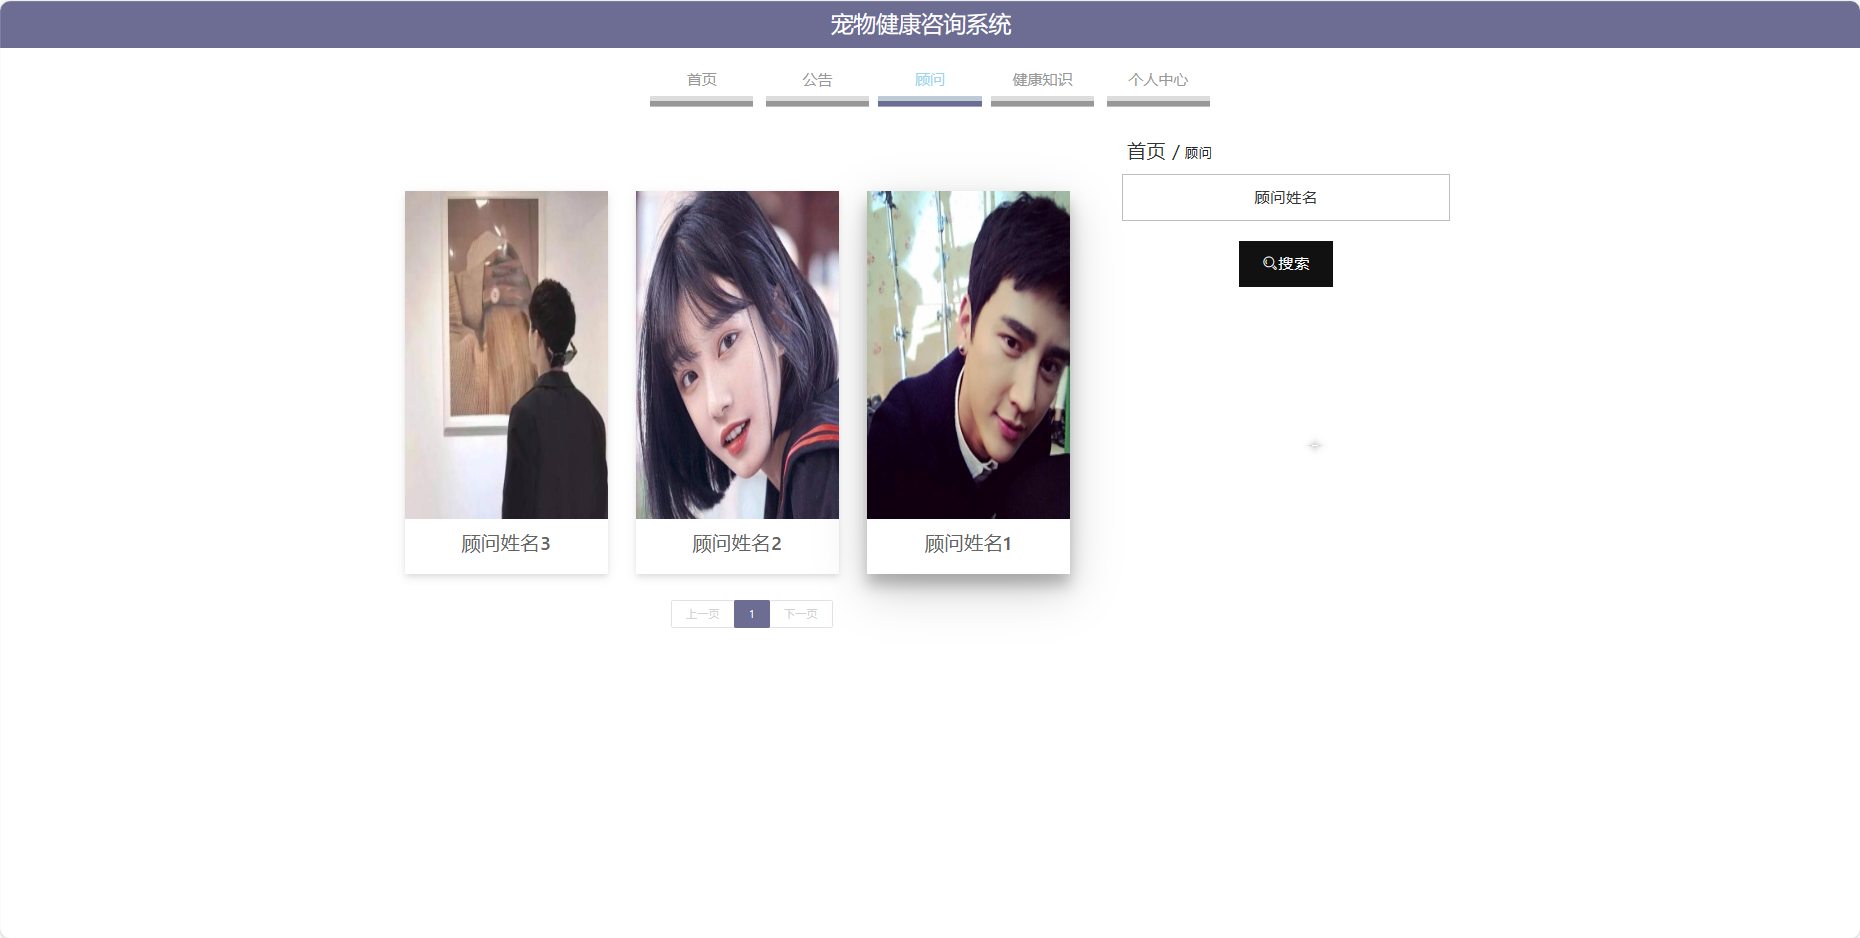 宠物健康咨询系统
首页 公告 顾问 健康知识 个人中心
首页 / 顾问
顾问姓名
搜索
顾问姓名3 顾问姓名2 顾问姓名1
上一页 1 下一页